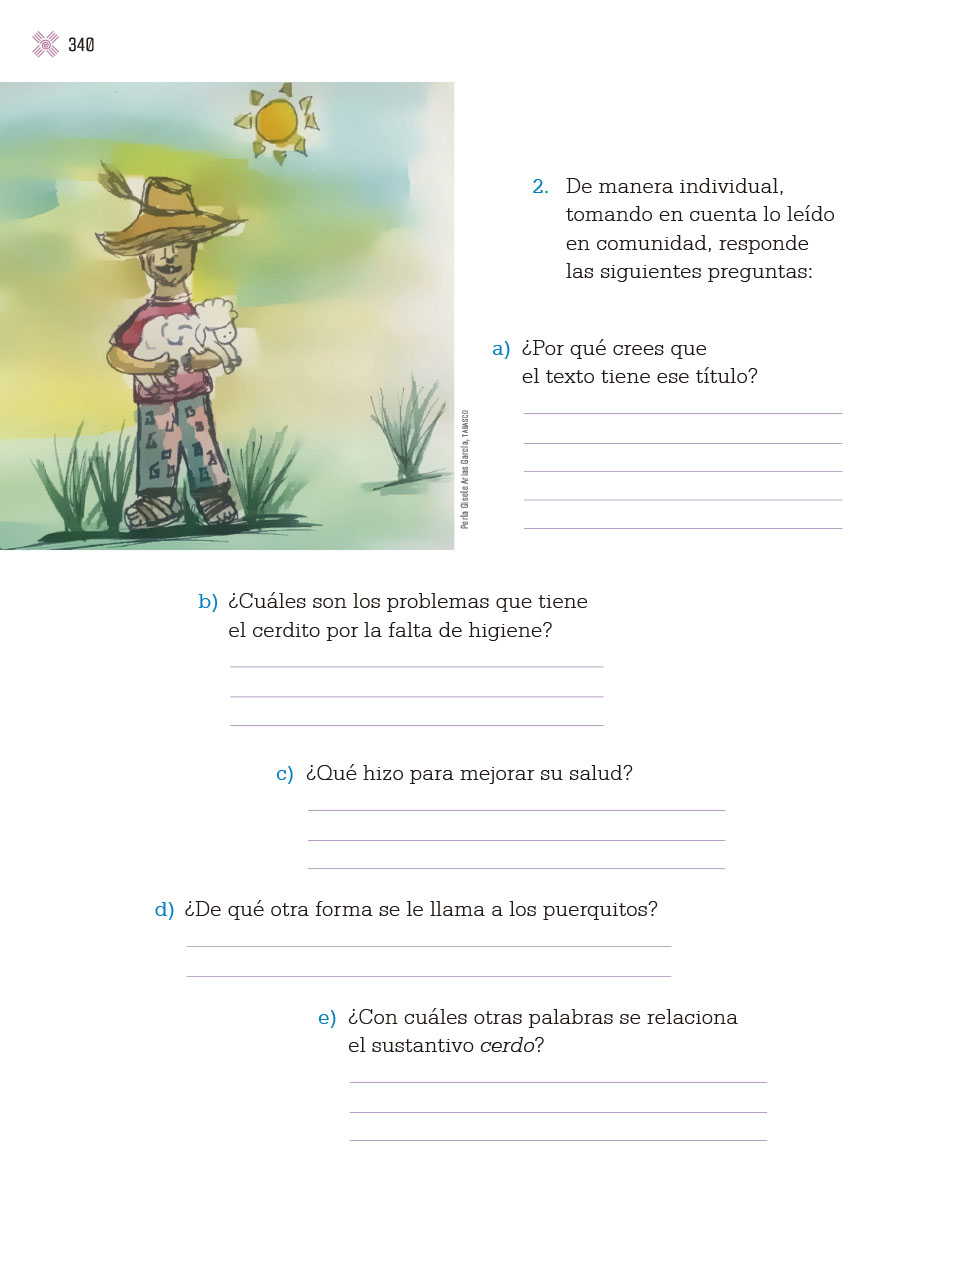 340
2. De manera individual,
tomando en cuenta lo leído
en comunidad, responde
las siguientes preguntas:
a) ¿Por qué crees que
el texto tiene ese título?
Perla Gisele Arias García, TABASCO
b) ¿Cuáles son los problemas que tiene
el cerdito por la falta de higiene?
c) ¿Qué hizo para mejorar su salud?
d) ¿De qué otra forma se le llama a los puerquitos?
e) ¿Con cuáles otras palabras se relaciona
el sustantivo cerdo?